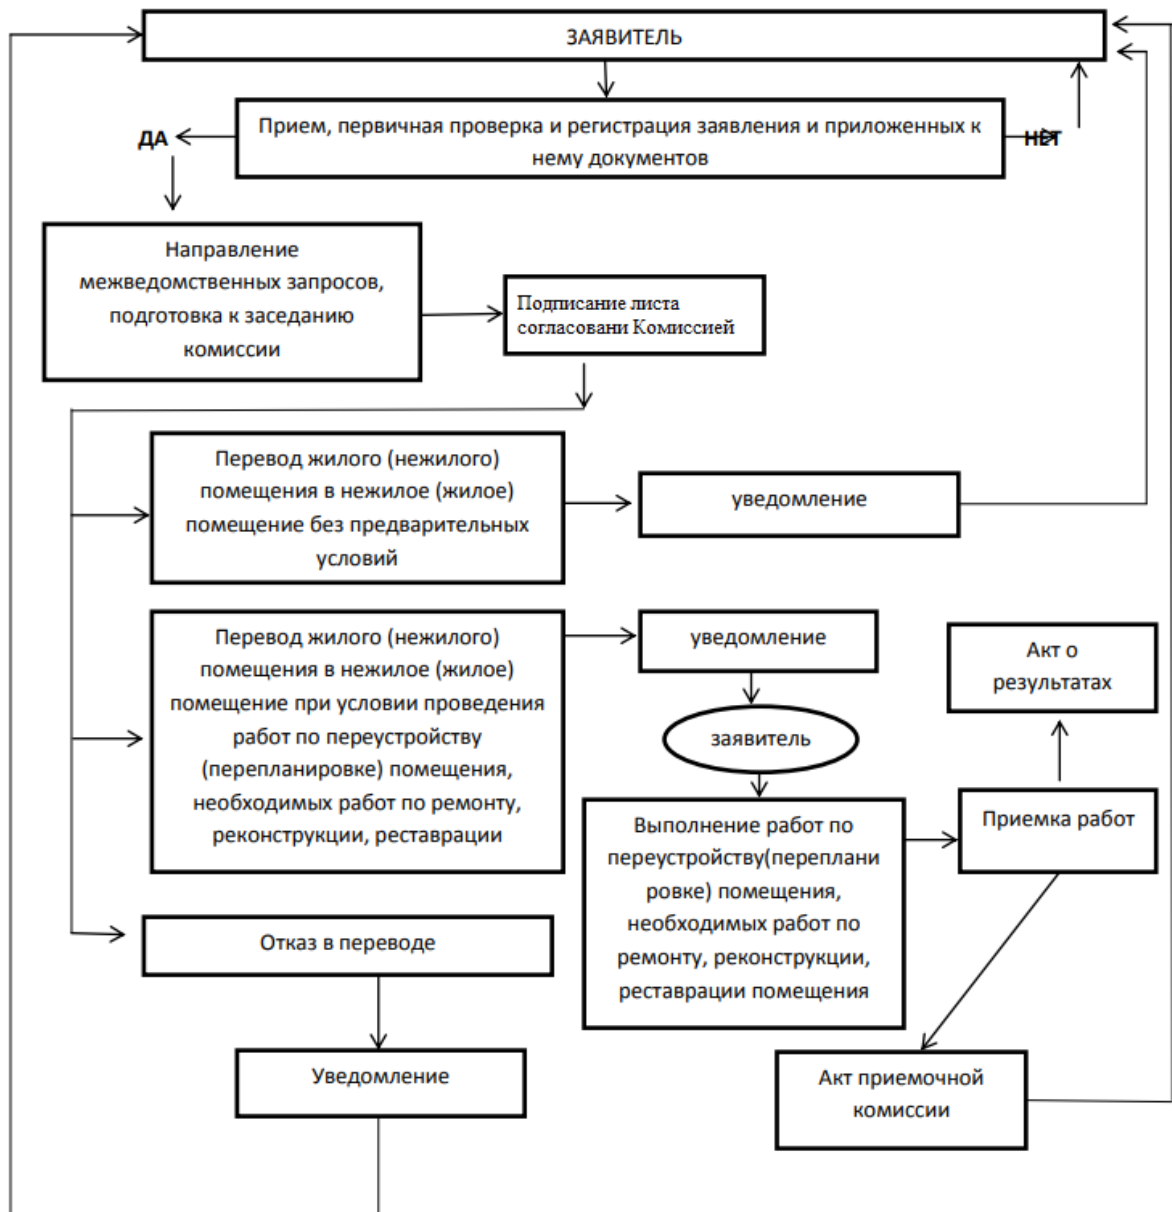 ЗАЯВИТЕЛЬ
Прием, первичная проверка и регистрация заявления и приложенных к
нему документов
ДА
НЕТ
Направление
межведомственных запросов,
подготовка к заседанию
комиссии
Подписание листа
согласовани Комиссией
Перевод жилого (нежилого)
помещения в нежилое (жилое)
помещение без предварительных
условий
уведомление
Перевод жилого (нежилого)
помещения в нежилое (жилое)
помещение при условии проведения
работ по переустройству
(перепланировке) помещения,
необходимых работ по ремонту,
реконструкции, реставрации
уведомление
заявитель
Акт о
результатах
Выполнение работ по
переустройству(переплани
ровке) помещения,
необходимых работ по
ремонту, реконструкции,
реставрации помещения
Приемка работ
Отказ в переводе
Уведомление
Акт приемочной
комиссии